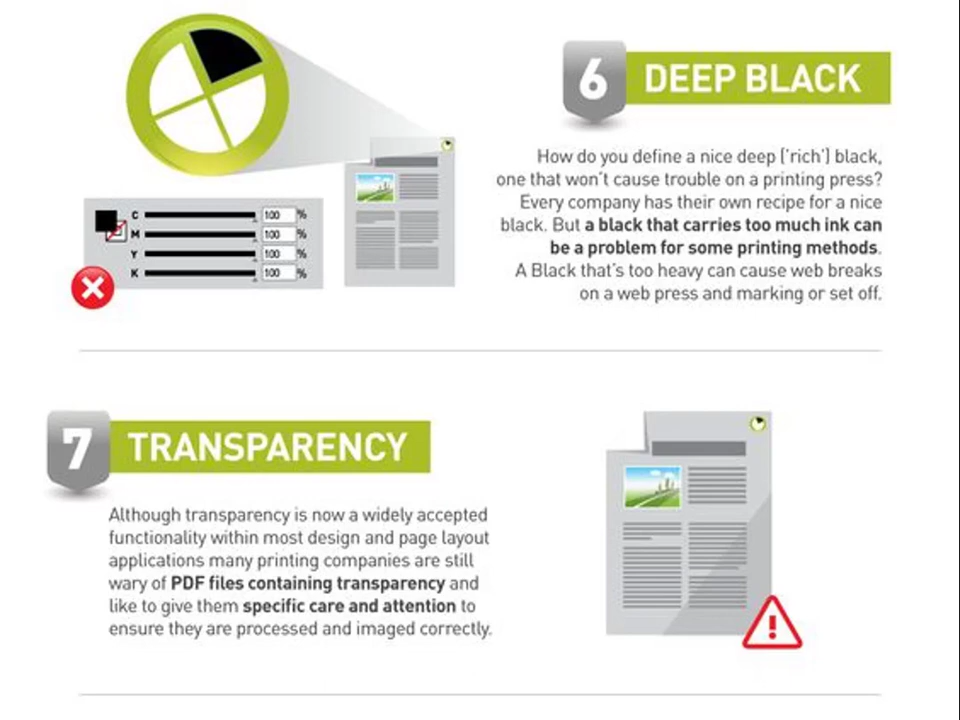 6
DEEP BLACK
How do you define a nice deep ('rich') black,
one that won't cause trouble on a printing press?
Every company has their own recipe for a nice
black. But a black that carries too much ink can
be a problem for some printing methods.
A Black that's too heavy can cause web breaks
on a web press and marking or set off.
C 100 %
M 100 %
Y 100 %
K 100 %
7
TRANSPARENCY
Although transparency is now a widely accepted
functionality within most design and page layout
applications many printing companies are still
wary of PDF files containing transparency and
like to give them specific care and attention to
ensure they are processed and imaged correctly.